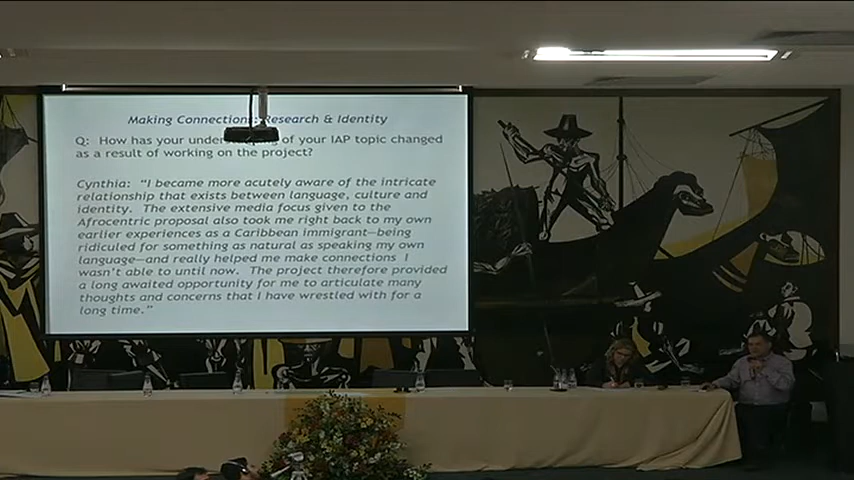 Making Connections: Research & Identity
Q: How has your of your IAP topic changed
as a result of working on the project?
Cynthia: "I became more acutely aware of the intricate
relationship that exists between language, culture and
identity. The extensive media focus given to the
Afrocentric proposal also took me right back to my own
earlier experiences as a Caribbean immigrant—being
ridiculed for something as natural as speaking my own
language—and really helped me make connections I
wasn't able to until now. The project therefore provided
a long awaited opportunity for me to articulate many
thoughts and concerns that I have wrestled with for a
long time."